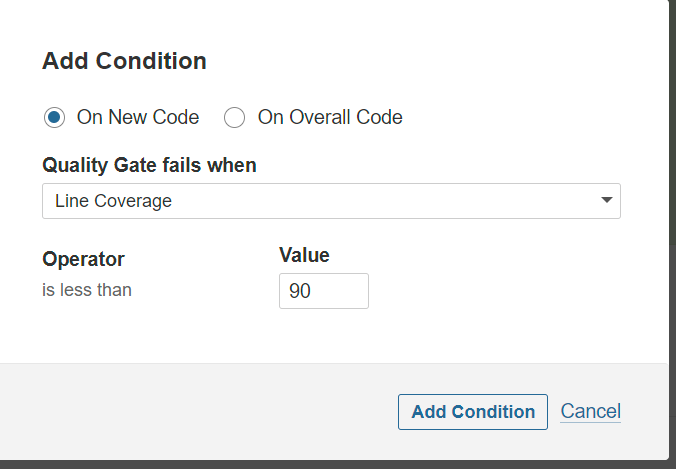 Add Condition
On New Code On Overall Code
Quality Gate fails when
Line Coverage
Operator Value
is less than 90
Add Condition Cancel